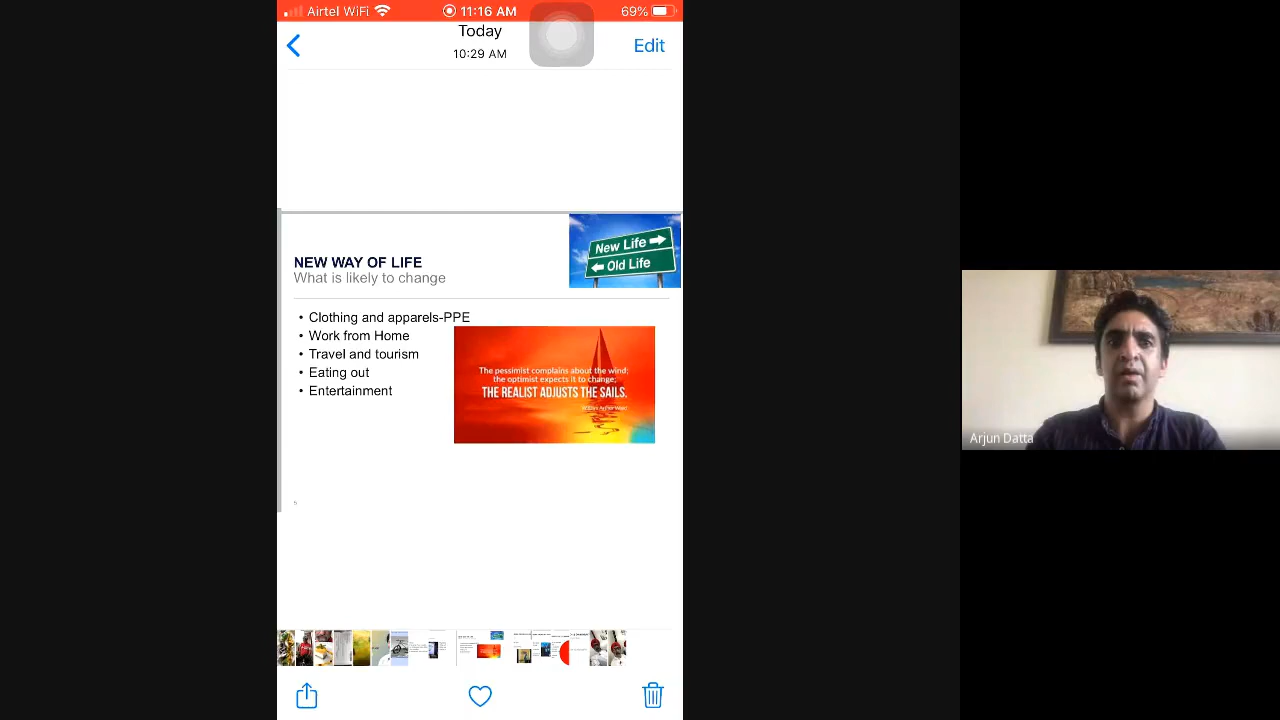 Airtel WiFi 11:16 AM 69%
Today
10:29 AM
Edit
New Life
Old Life
NEW WAY OF LIFE
What is likely to change
• Clothing and apparels-PPE
• Work from Home
• Travel and tourism
• Eating out
• Entertainment
The pessimist complains about the wind;
the optimist expects it to change;
THE REALIST ADJUSTS THE SAILS.
Arjun Datta